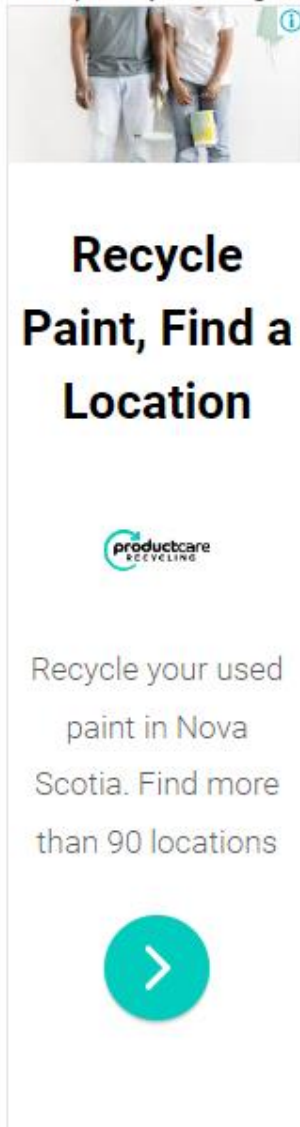 Recycle
Paint, Find a
Location
productcare
RECYCLING
Recycle your used
paint in Nova
Scotia. Find more
than 90 locations